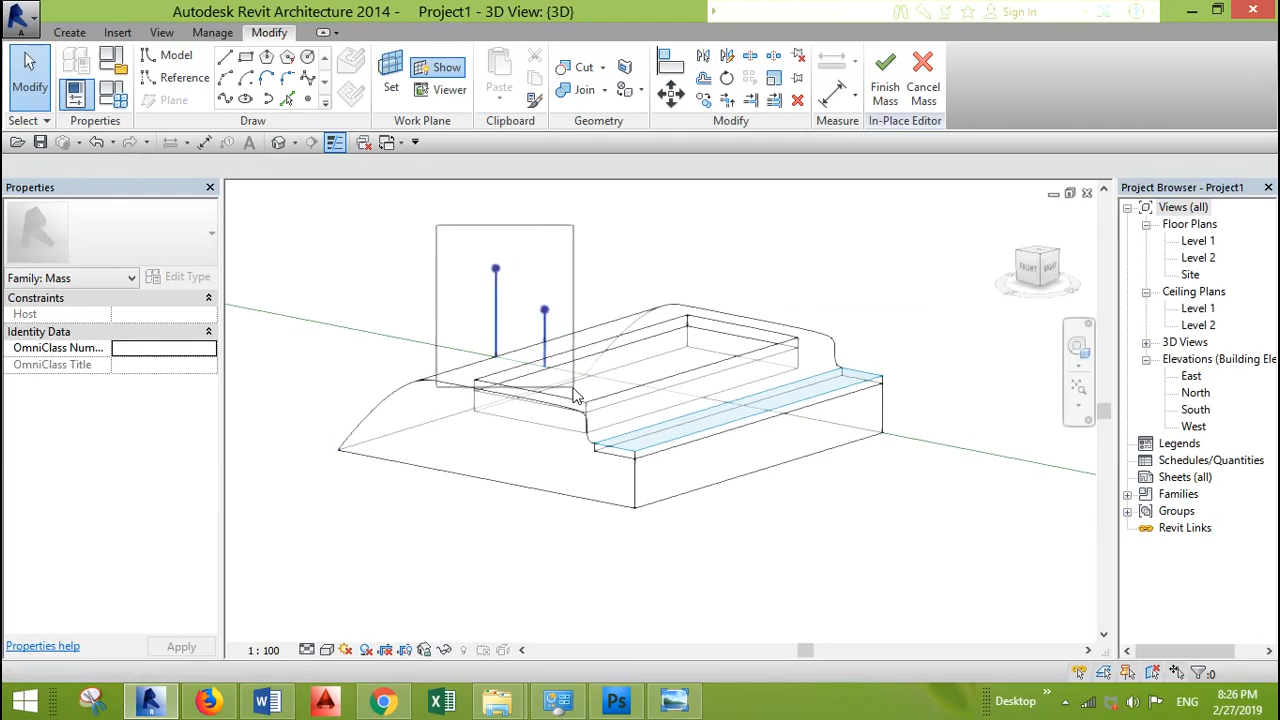 Autodesk Revit Architecture 2014 - Project1 - 3D View: {3D}
Sign In
Create Insert View Manage Modify
Modify
Select
Properties
Model
Reference
Plane
Draw
Set
Show
Viewer
Work Plane
Paste
Clipboard
Cut
Join
Geometry
Modify
Measure
Finish
Mass
Cancel
Mass
In-Place Editor
Properties
Family: Mass
Edit Type
Constraints
Host
Identity Data
OmniClass Num...
OmniClass Title
Properties help
Apply
FRONT
RIGHT
1 : 100
Project Browser - Project1
Views (all)
Floor Plans
Level 1
Level 2
Site
Ceiling Plans
Level 1
Level 2
3D Views
Elevations (Building Ele
East
North
South
West
Legends
Schedules/Quantities
Sheets (all)
Families
Groups
Revit Links
:0
Desktop
ENG
8:26 PM
2/27/2019